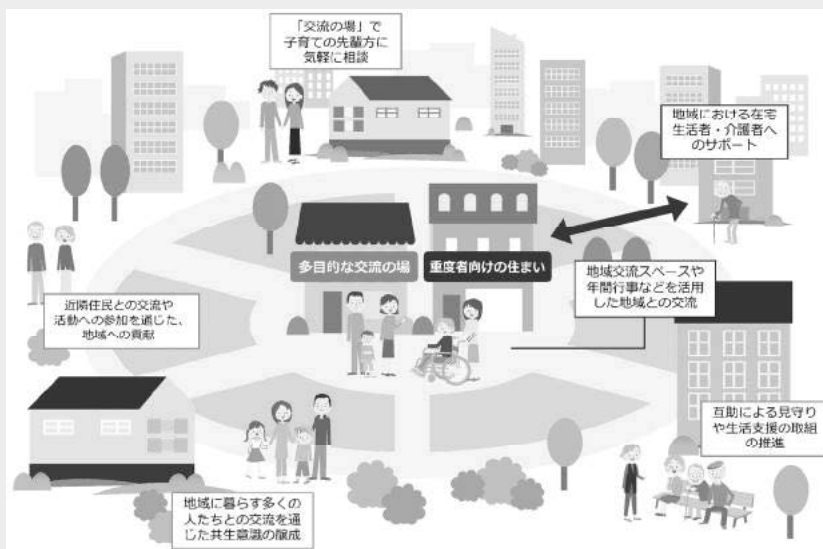 「交流の場」で
子育ての先輩方に
気軽に相談
地域における在宅
生活者・介護者へ
のサポート
多目的な交流の場
重度者向けの住まい
地域交流スペースや
年間行事などを活用
した地域との交流
近隣住民との交流や
活動への参加を通じた、
地域への貢献
互助による見守り
や生活支援の取組
の推進
地域に暮らす多くの
人たちとの交流を通
じた共生意識の醸成